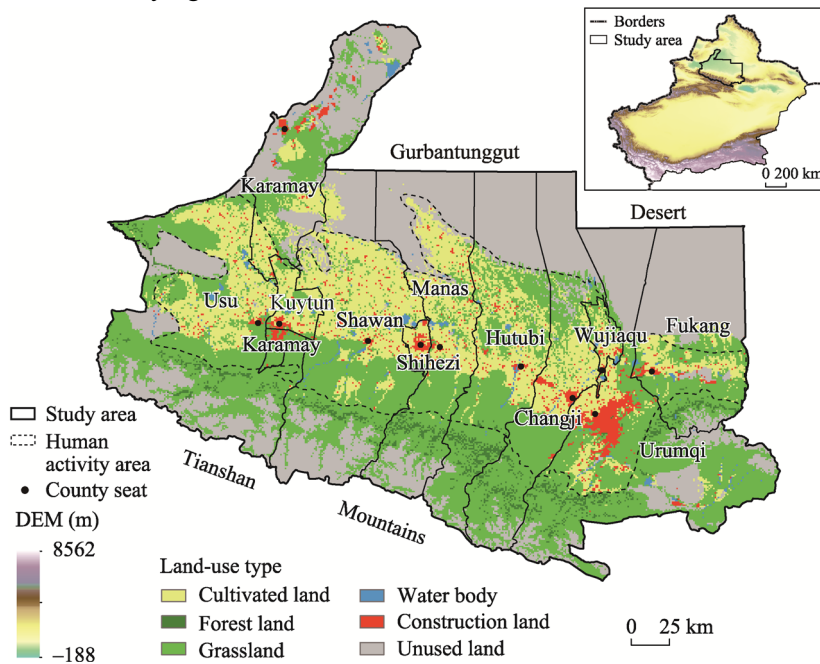 Borders
Study area
0 200 km
Gurbantunggut
Desert
Karamay
Usu
Kuytun
Karamay
Shawan
Manas
Shihezi
Hutubi
Wujiaqu
Fukang
Changji
Urumqi
Tianshan
Mountains
Study area
Human
activity area
County seat
DEM (m)
8562
–188
Land-use type
Cultivated land
Forest land
Grassland
Water body
Construction land
Unused land
0 25 km